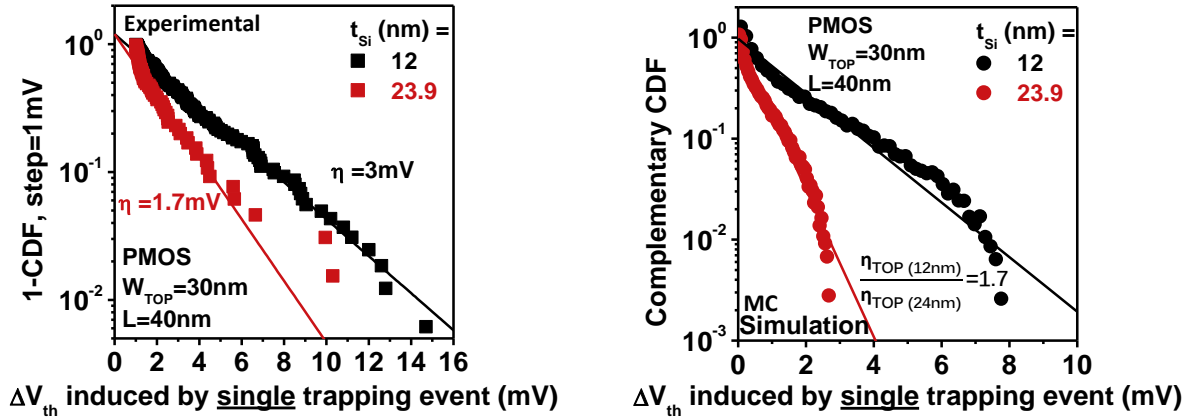 Experimental
t_Si (nm) =
12
23.9
η =3mV
η =1.7mV
PMOS
W_TOP=30nm
L=40nm
1-CDF, step=1mV
10^0
10^-1
10^-2
0 2 4 6 8 10 12 14 16
ΔV_th induced by single trapping event (mV)
PMOS
W_TOP=30nm
L=40nm
t_Si (nm) =
12
23.9
η_TOP (12nm)
=1.7
η_TOP (24nm)
MC
Simulation
Complementary CDF
10^0
10^-1
10^-2
10^-3
0 2 4 6 8 10
ΔV_th induced by single trapping event (mV)